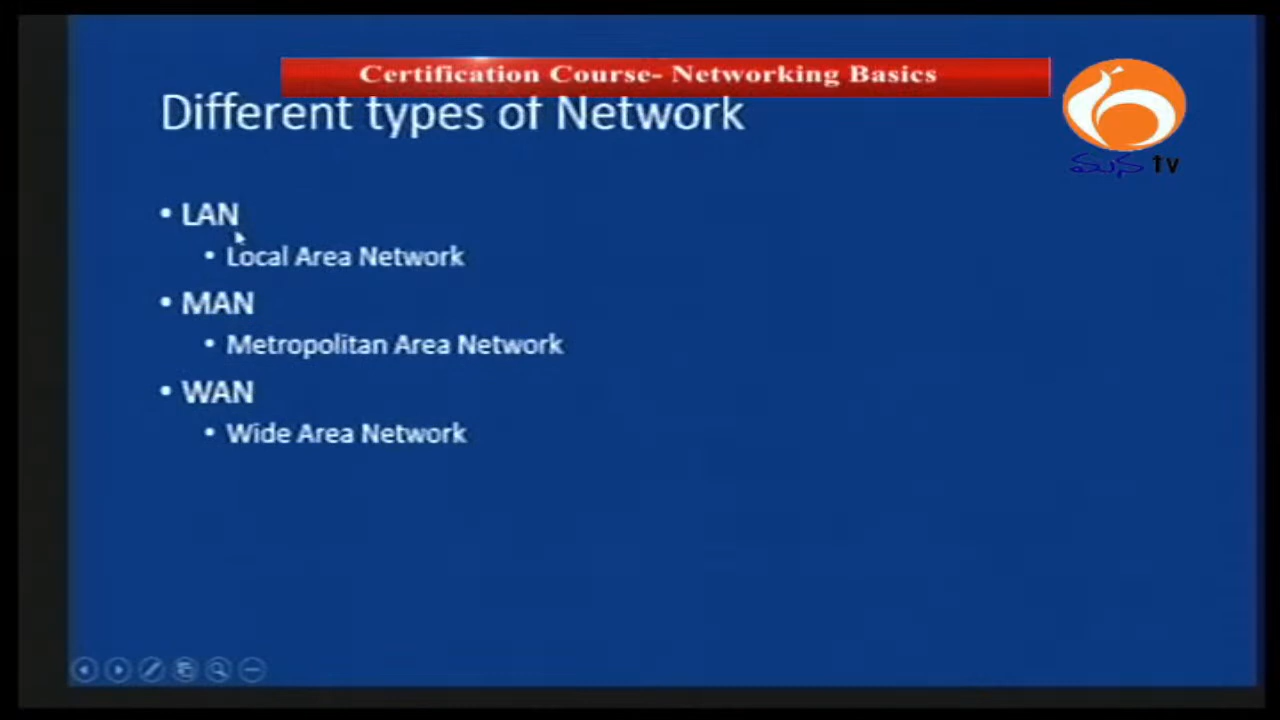 Certification Course- Networking Basics
Different types of Network
మన tv
• LAN
• Local Area Network
• MAN
• Metropolitan Area Network
• WAN
• Wide Area Network